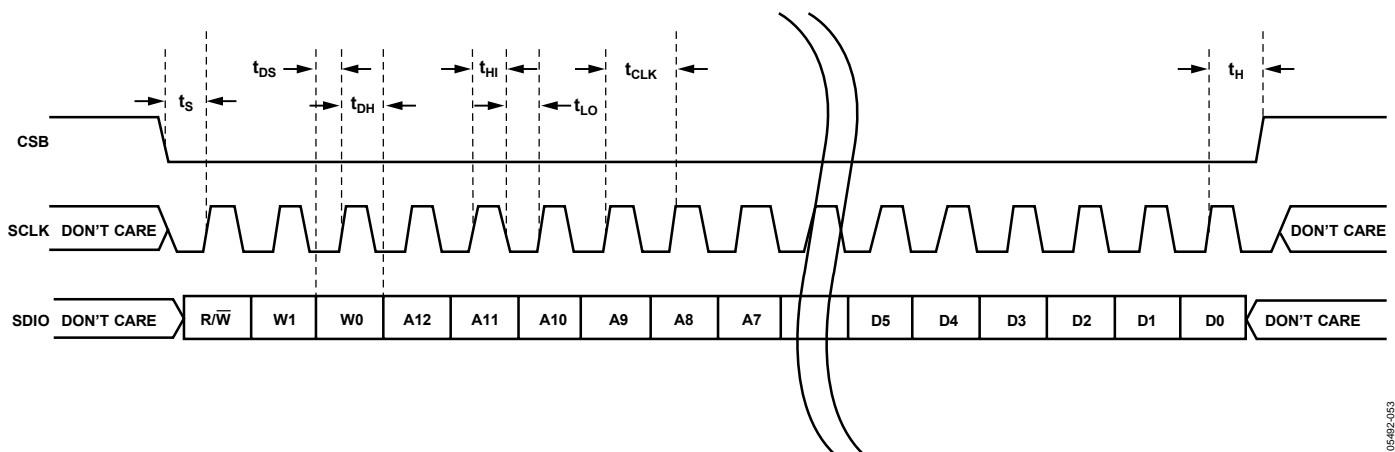 tDS
tHI
tCLK
tH
tS
tDH
tLO
CSB
SCLK DON'T CARE
DON'T CARE
SDIO DON'T CARE R/W̅ W1 W0 A12 A11 A10 A9 A8 A7 D5 D4 D3 D2 D1 D0 DON'T CARE
05492-053